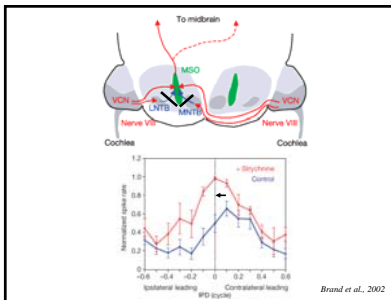 To midbrain
MSO
VCN
LNTB
MNTB
VCN
Nerve VIII
Nerve VIII
Cochlea
Cochlea
Normalized spike rate
1.0
0.8
0.6
0.4
0.2
0
Strychnine
Control
-0.6 -0.4 -0.2 0 0.2 0.4 0.6
Ipsilateral leading Contralateral leading
IPD (cycle)
Brand et al., 2002